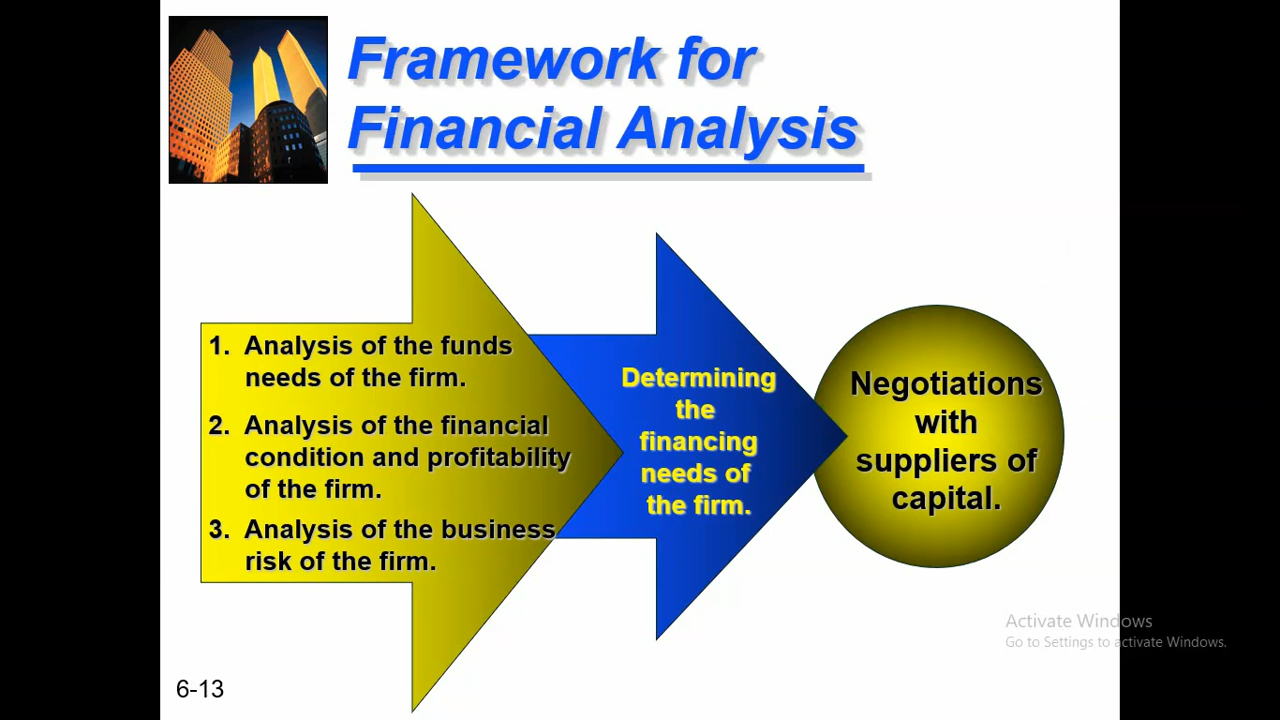 Framework for
Financial Analysis
1. Analysis of the funds
needs of the firm.
2. Analysis of the financial
condition and profitability
of the firm.
3. Analysis of the business
risk of the firm.
Determining
the
financing
needs of
the firm.
Negotiations
with
suppliers of
capital.
Activate Windows
Go to Settings to activate Windows.
6-13